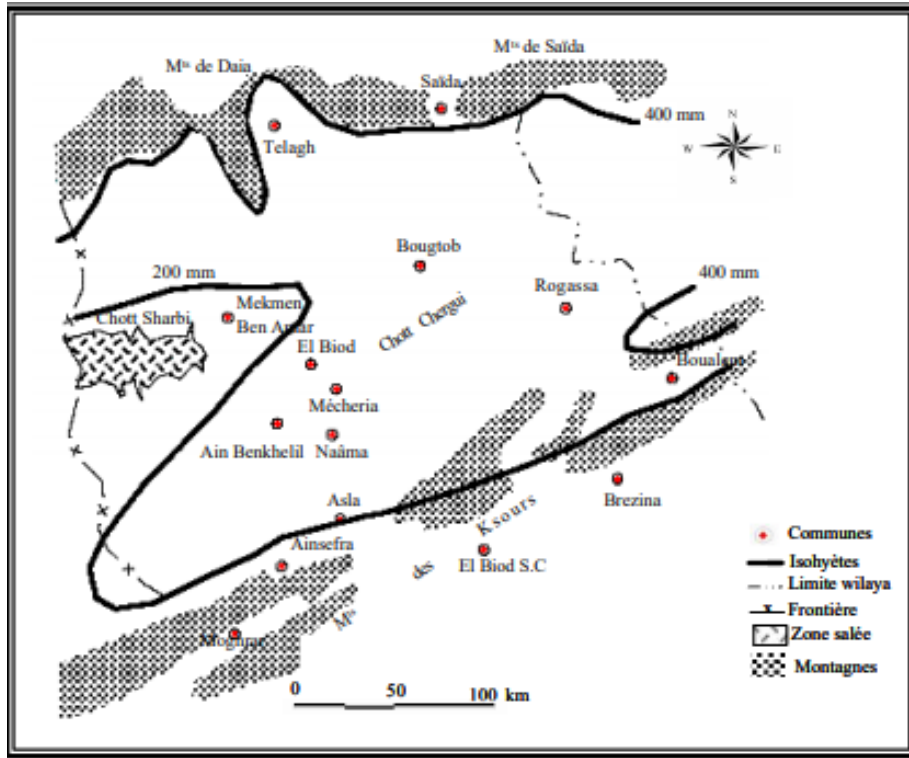 Mts de Saïda
Mts de Daia
Saïda
400 mm
Telagh
N
W
E
S
Bougtob
200 mm
400 mm
Rogassa
Mekmen
Ben Amar
Chott Sharbi
Chott Chergui
El Biod
Boualem
Mécheria
Ain Benkhelil
Naâma
Brezina
Asla
Ainsefra
El Biod S.C
Mts des Ksours
Moghrar
0 50 100 km
Communes
Isohyètes
Limite wilaya
Frontière
Zone salée
Montagnes